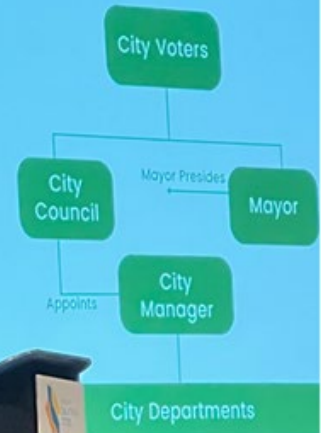 City Voters
Mayor Presides
City
Council
Mayor
City
Manager
Appoints
City Departments